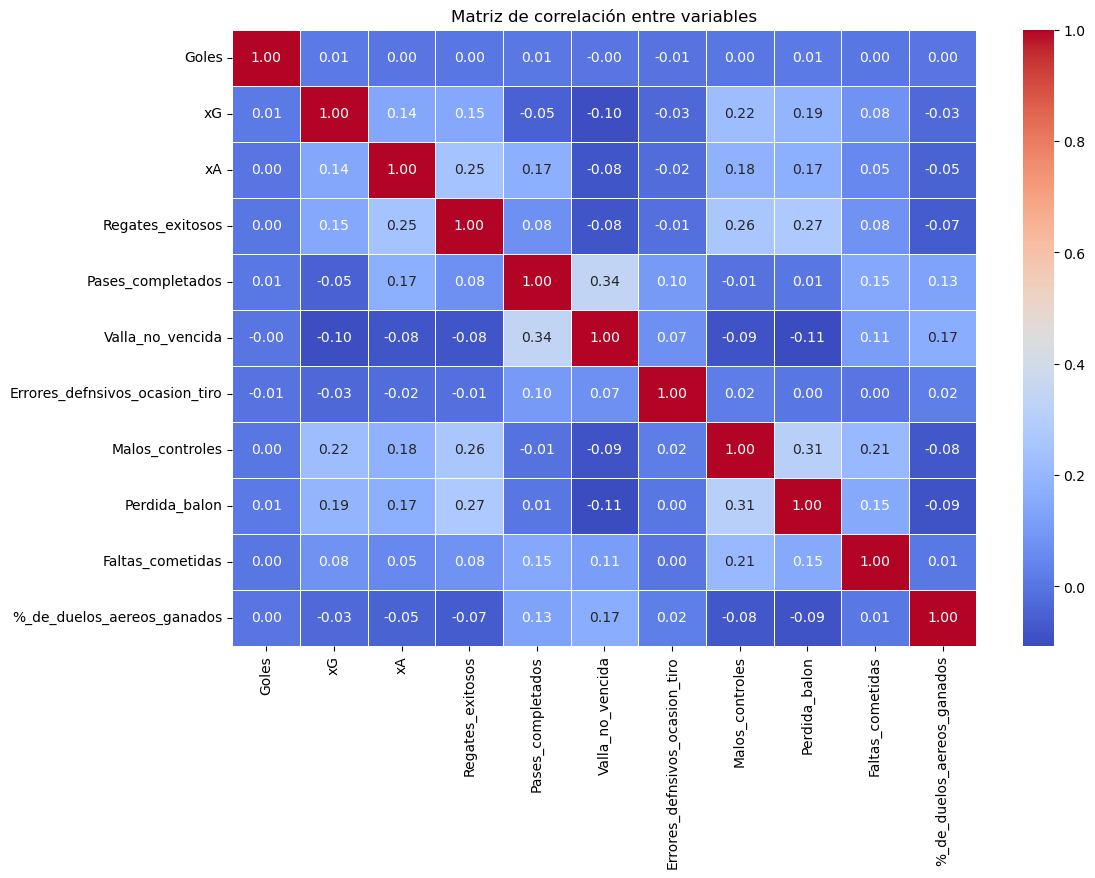 Matriz de correlación entre variables
Goles 1.00 0.01 0.00 0.00 0.01 -0.00 -0.01 0.00 0.01 0.00 0.00
xG 0.01 1.00 0.14 0.15 -0.05 -0.10 -0.03 0.22 0.19 0.08 -0.03
xA 0.00 0.14 1.00 0.25 0.17 -0.08 -0.02 0.18 0.17 0.05 -0.05
Regates_exitosos 0.00 0.15 0.25 1.00 0.08 -0.08 -0.01 0.26 0.27 0.08 -0.07
Pases_completados 0.01 -0.05 0.17 0.08 1.00 0.34 0.10 -0.01 0.01 0.15 0.13
Valla_no_vencida -0.00 -0.10 -0.08 -0.08 0.34 1.00 0.07 -0.09 -0.11 0.11 0.17
Errores_defnsivos_ocasion_tiro -0.01 -0.03 -0.02 -0.01 0.10 0.07 1.00 0.02 0.00 0.00 0.02
Malos_controles 0.00 0.22 0.18 0.26 -0.01 -0.09 0.02 1.00 0.31 0.21 -0.08
Perdida_balon 0.01 0.19 0.17 0.27 0.01 -0.11 0.00 0.31 1.00 0.15 -0.09
Faltas_cometidas 0.00 0.08 0.05 0.08 0.15 0.11 0.00 0.21 0.15 1.00 0.01
%_de_duelos_aereos_ganados 0.00 -0.03 -0.05 -0.07 0.13 0.17 0.02 -0.08 -0.09 0.01 1.00
Goles
xG
xA
Regates_exitosos
Pases_completados
Valla_no_vencida
Errores_defnsivos_ocasion_tiro
Malos_controles
Perdida_balon
Faltas_cometidas
%_de_duelos_aereos_ganados
1.0
0.8
0.6
0.4
0.2
0.0